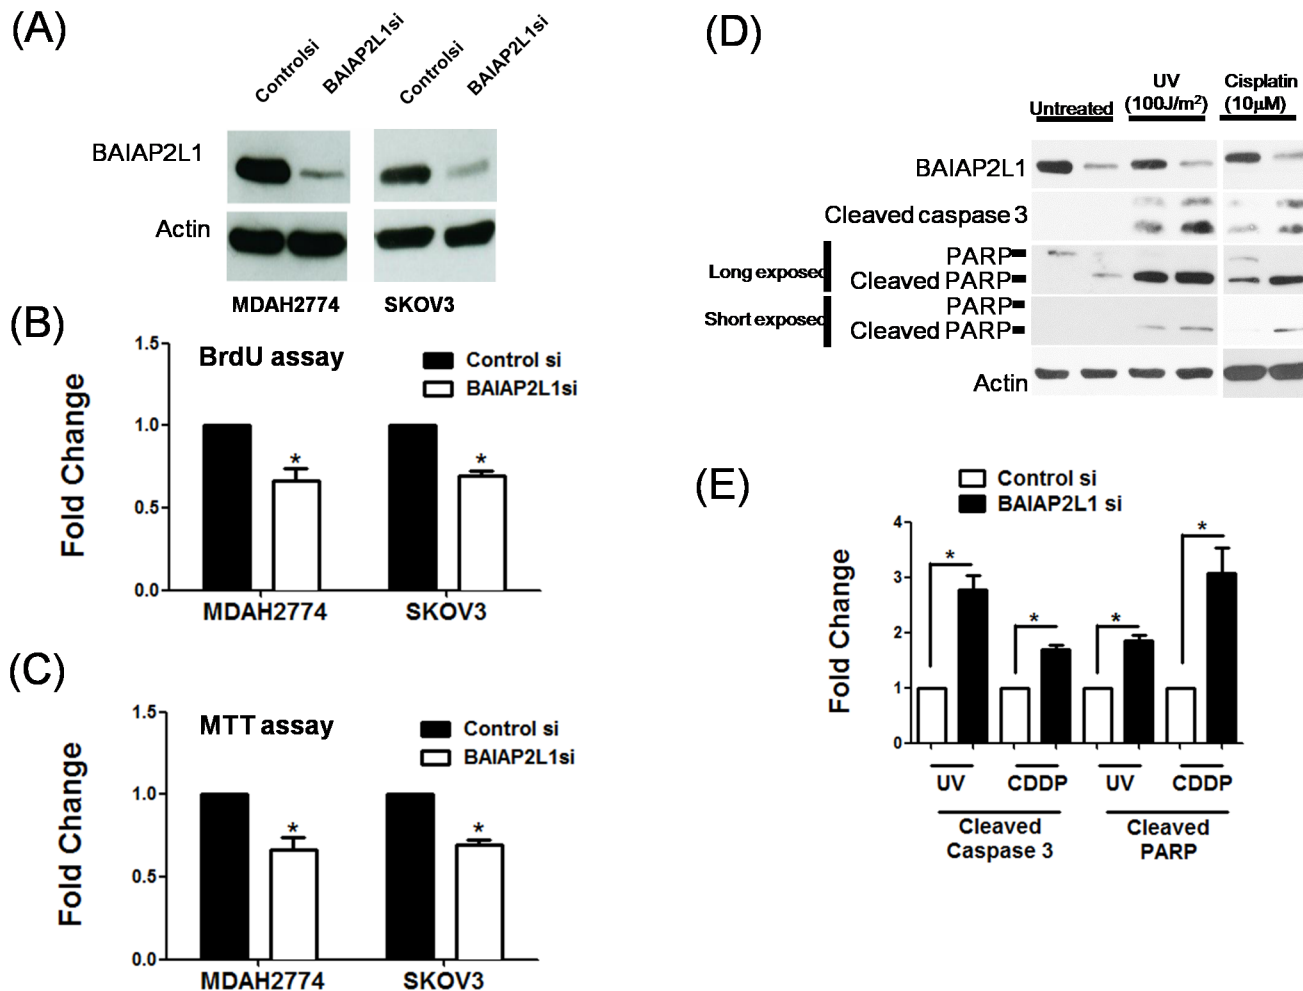 (A)
Controlsi
BAIAP2L1si
Controlsi
BAIAP2L1si
BAIAP2L1
Actin
MDAH2774
SKOV3
(B)
BrdU assay
Control si
BAIAP2L1si
Fold Change
1.5
1.0
0.5
0.0
*
*
MDAH2774
SKOV3
(C)
MTT assay
Control si
BAIAP2L1si
Fold Change
1.5
1.0
0.5
0.0
*
*
MDAH2774
SKOV3
(D)
Untreated
UV
(100J/m²)
Cisplatin
(10µM)
BAIAP2L1
Cleaved caspase 3
Long exposed
PARP
Cleaved PARP
Short exposed
PARP
Cleaved PARP
Actin
(E)
Control si
BAIAP2L1 si
Fold Change
4
3
2
1
0
*
*
*
*
UV
CDDP
UV
CDDP
Cleaved
Caspase 3
Cleaved
PARP